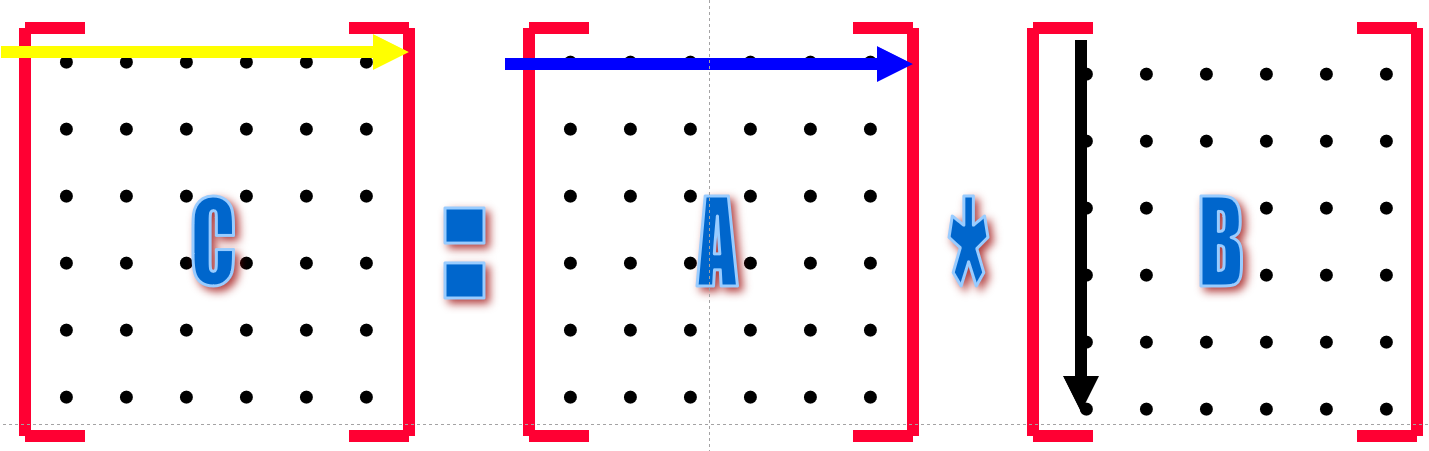 C = A * B